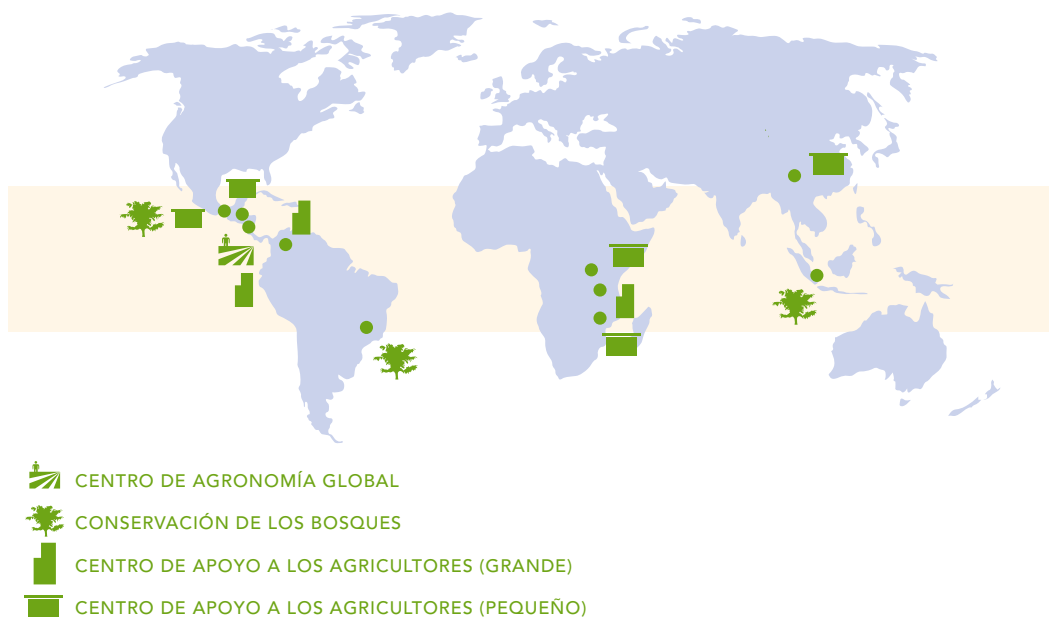 CENTRO DE AGRONOMÍA GLOBAL
CONSERVACIÓN DE LOS BOSQUES
CENTRO DE APOYO A LOS AGRICULTORES (GRANDE)
CENTRO DE APOYO A LOS AGRICULTORES (PEQUEÑO)